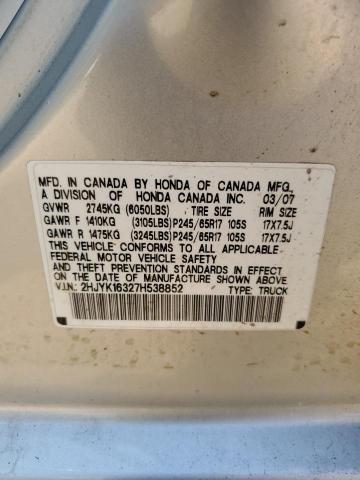 MFD. IN CANADA BY HONDA OF CANADA MFG.,
A DIVISION OF HONDA CANADA INC. 03/07
GVWR 2745KG (6050LBS) TIRE SIZE RIM SIZE
GAWR F 1410KG (3105LBS)P245/65R17 105S 17X7.5J
GAWR R 1475KG (3245LBS)P245/65R17 105S 17X7.5J
THIS VEHICLE CONFORMS TO ALL APPLICABLE
FEDERAL MOTOR VEHICLE SAFETY
AND THEFT PREVENTION STANDARDS IN EFFECT
ON THE DATE OF MANUFACTURE SHOWN ABOVE.
V.I.N.: 2HJYK16327H538852 TYPE: TRUCK